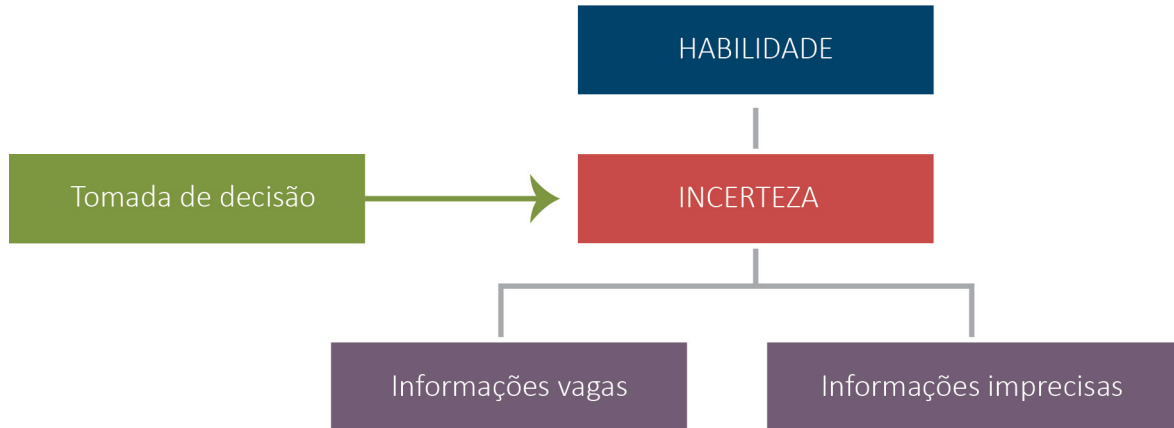 HABILIDADE
Tomada de decisão
INCERTEZA
Informações vagas
Informações imprecisas